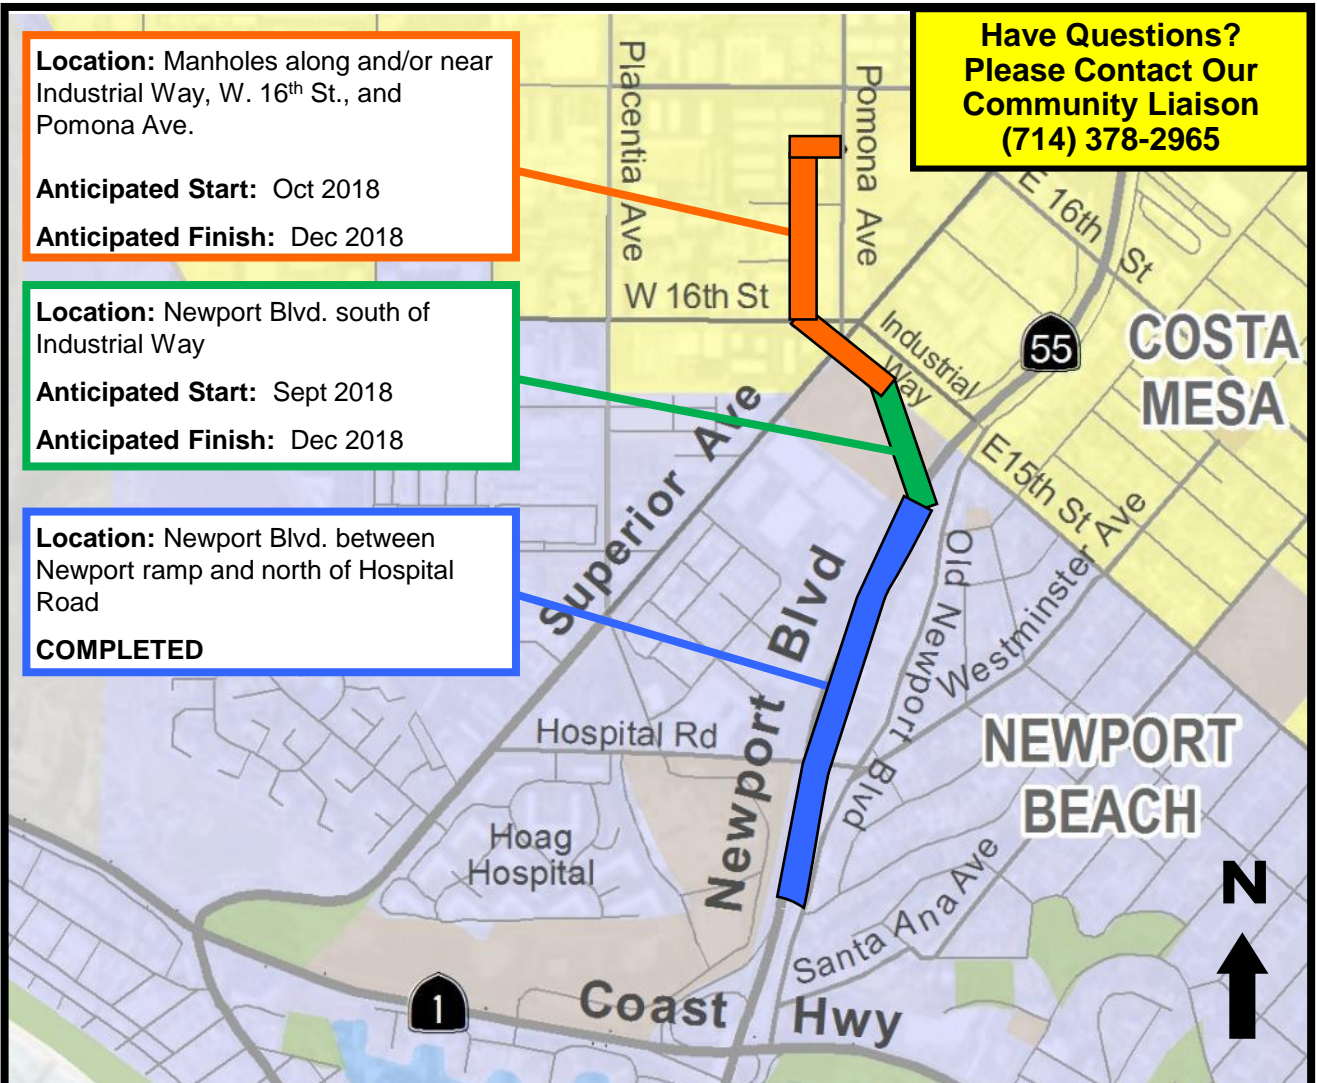 Location: Manholes along and/or near
Industrial Way, W. 16th St., and
Pomona Ave.
Anticipated Start: Oct 2018
Anticipated Finish: Dec 2018
Location: Newport Blvd. south of
Industrial Way
Anticipated Start: Sept 2018
Anticipated Finish: Dec 2018
Location: Newport Blvd. between
Newport ramp and north of Hospital
Road
COMPLETED
Have Questions?
Please Contact Our
Community Liaison
(714) 378-2965
Placentia Ave
Pomona Ave
E 16th St
W 16th St
Industrial
Way
55
COSTA
MESA
E 15th St
Superior Ave
Newport Blvd
Old Newport Blvd
Westminster Ave
Hospital Rd
NEWPORT
BEACH
Hoag
Hospital
Santa Ana Ave
N
1
Coast Hwy